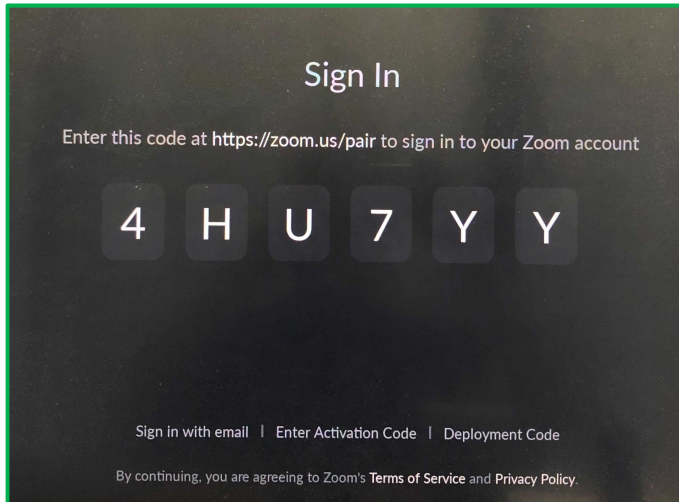 Sign In
Enter this code at https://zoom.us/pair to sign in to your Zoom account
4 H U 7 Y Y
Sign in with email | Enter Activation Code | Deployment Code
By continuing, you are agreeing to Zoom's Terms of Service and Privacy Policy.